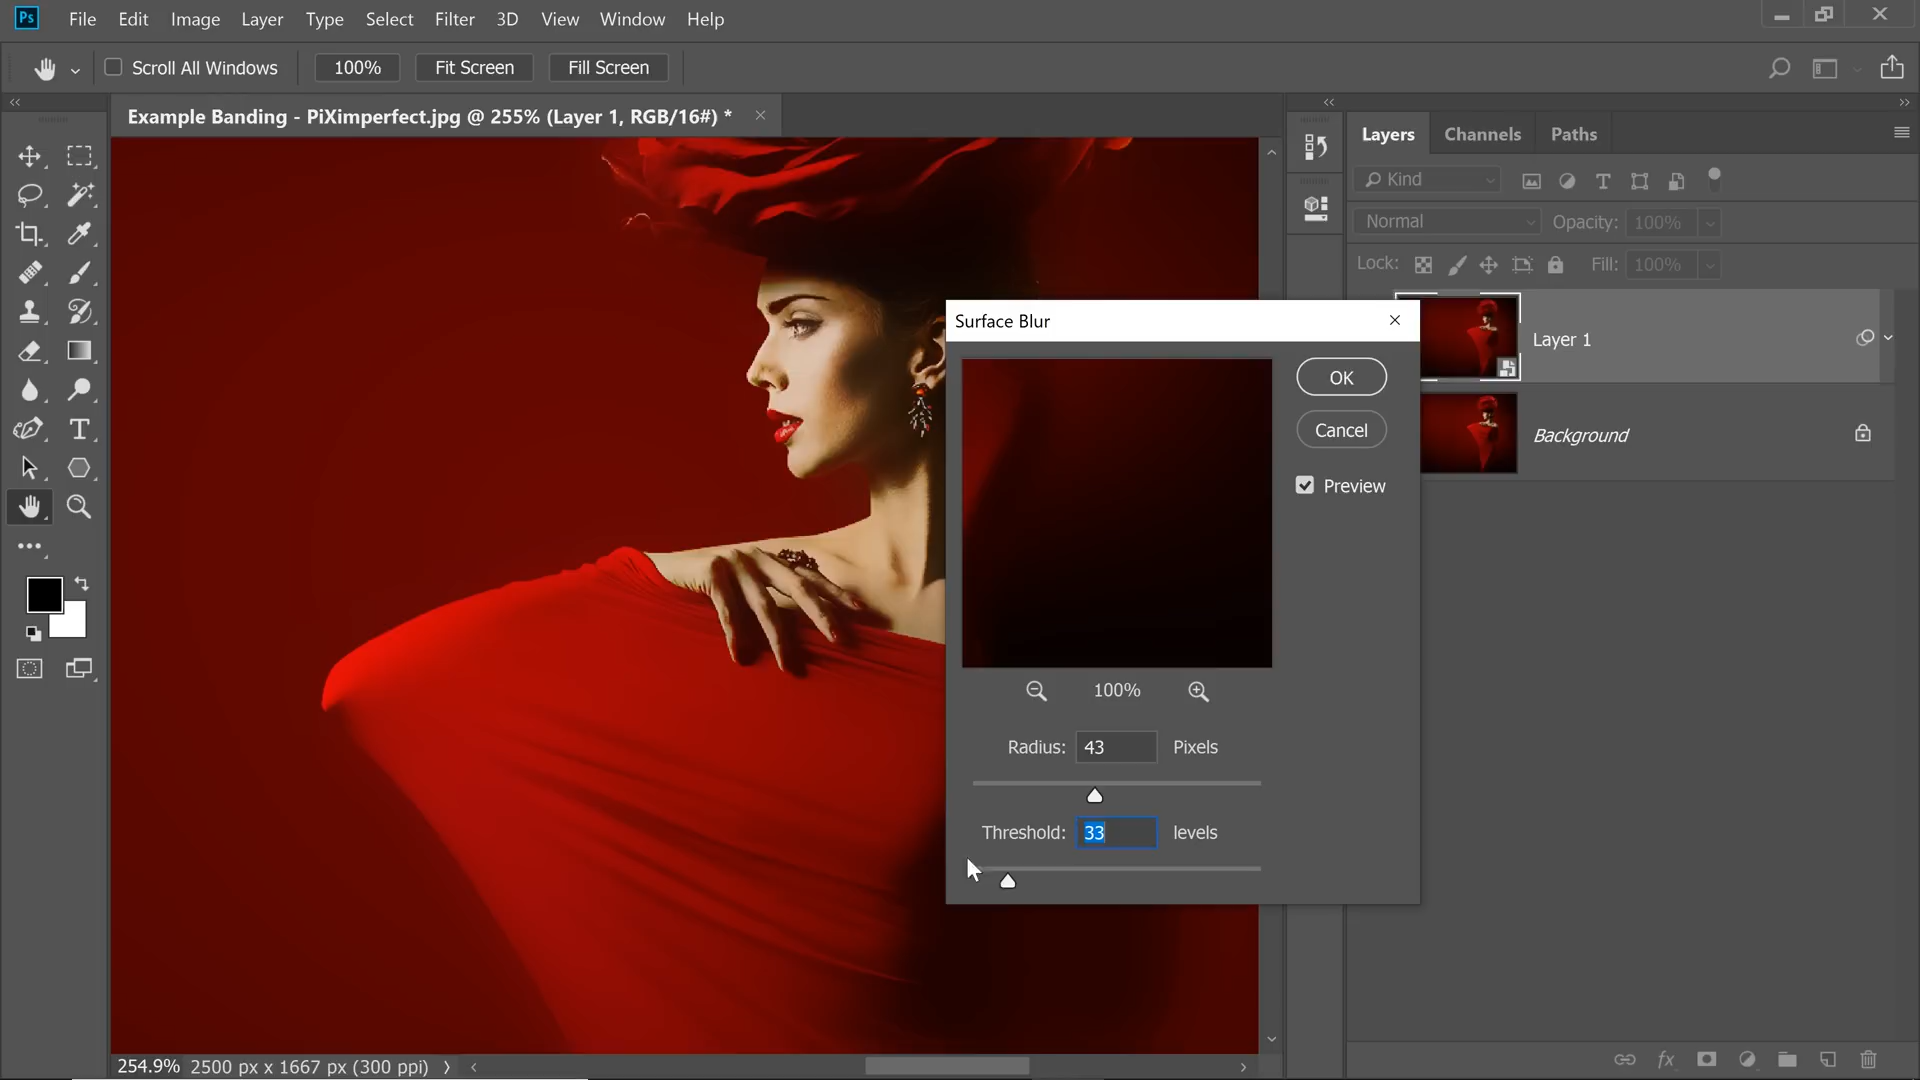 Ps File Edit Image Layer Type Select Filter 3D View Window Help
Scroll All Windows 100% Fit Screen Fill Screen
Example Banding - PiXimperfect.jpg @ 255% (Layer 1, RGB/16#) *
Layers Channels Paths
Kind
Normal Opacity: 100%
Lock: Fill: 100%
Surface Blur
OK
Cancel
Preview
100%
Radius: 43 Pixels
Threshold: 33 levels
Layer 1
Background
254.9% 2500 px x 1667 px (300 ppi)
fx